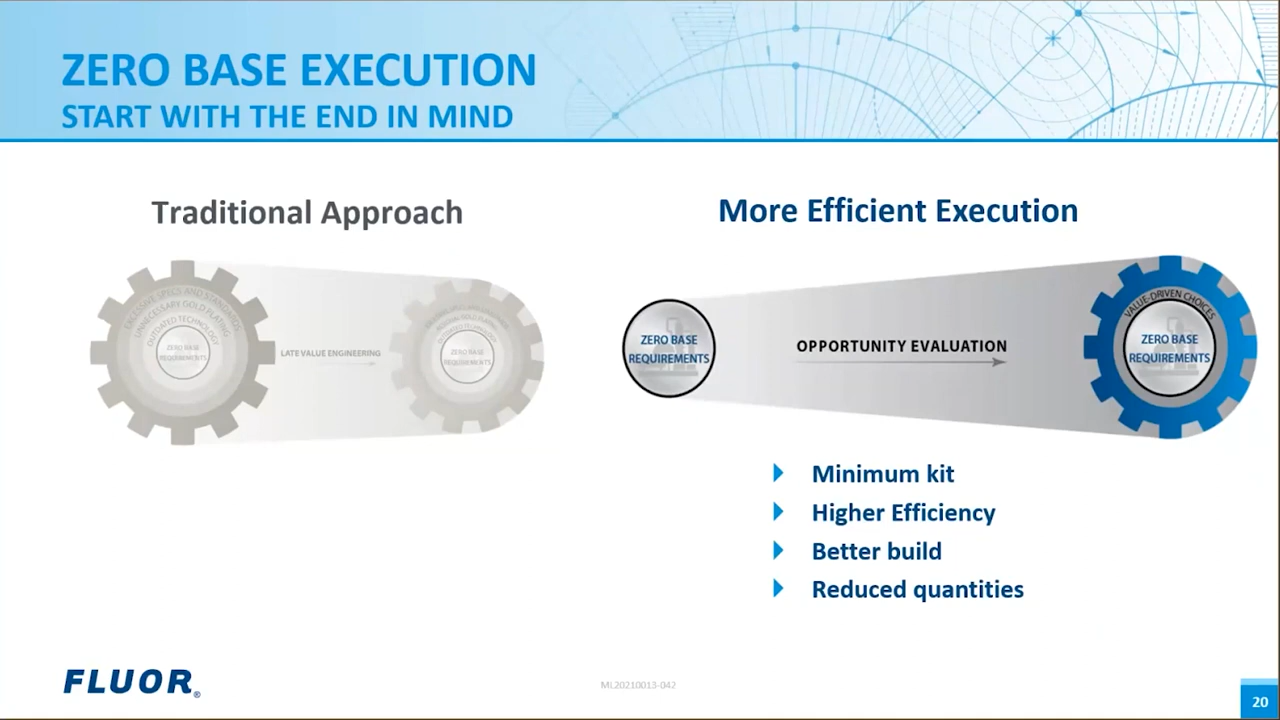 ZERO BASE EXECUTION
START WITH THE END IN MIND
Traditional Approach
More Efficient Execution
EXCESSIVE SPECS AND STANDARDS
UNNECESSARY GOLD PLATING
OUTDATED TECHNOLOGY
ZERO BASE
REQUIREMENTS
LATE VALUE ENGINEERING
OUTDATED TECHNOLOGY
ZERO BASE
REQUIREMENTS
ZERO BASE
REQUIREMENTS
OPPORTUNITY EVALUATION
VALUE-DRIVEN CHOICES
ZERO BASE
REQUIREMENTS
Minimum kit
Higher Efficiency
Better build
Reduced quantities
FLUOR®
ML20210013-042
20